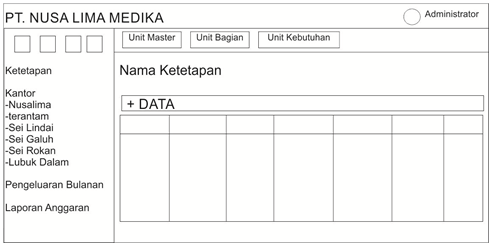 PT. NUSA LIMA MEDIKA
Administrator
Unit Master
Unit Bagian
Unit Kebutuhan
Ketetapan
Kantor
-Nusalima
-terantam
-Sei Lindai
-Sei Galuh
-Sei Rokan
-Lubuk Dalam
Pengeluaran Bulanan
Laporan Anggaran
Nama Ketetapan
+ DATA